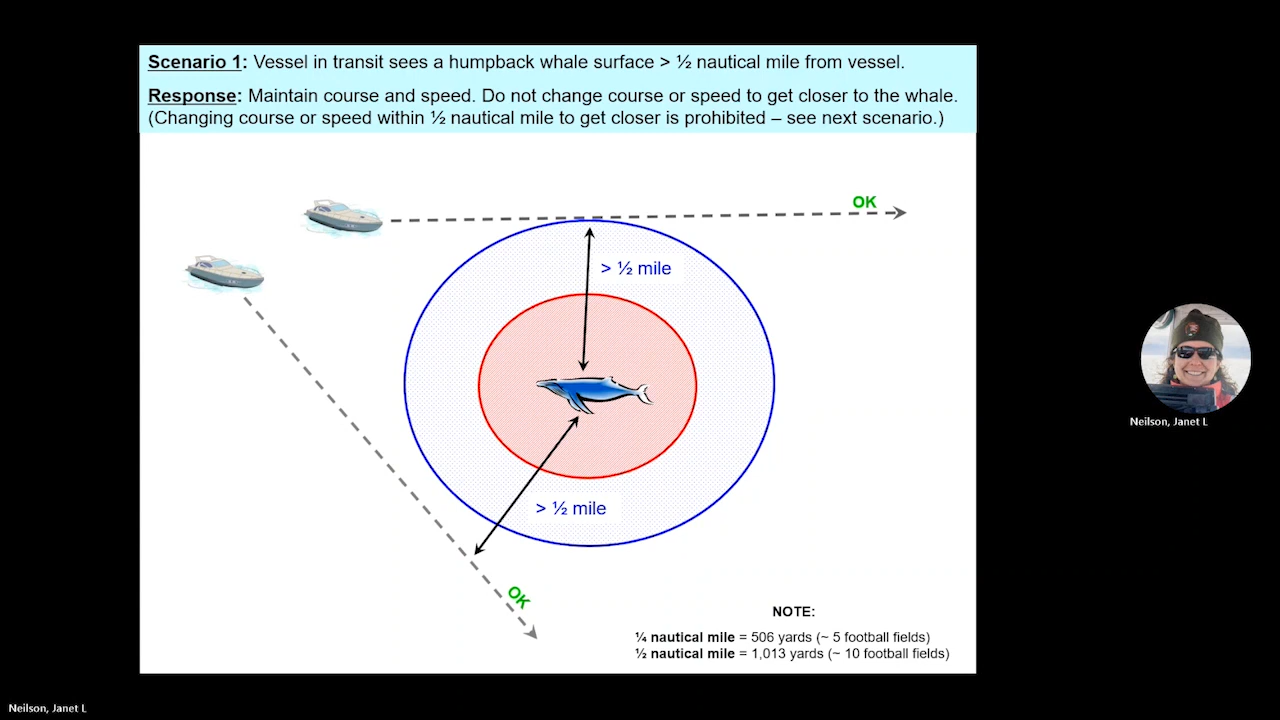 Scenario 1: Vessel in transit sees a humpback whale surface > ½ nautical mile from vessel.
Response: Maintain course and speed. Do not change course or speed to get closer to the whale.
(Changing course or speed within ½ nautical mile to get closer is prohibited – see next scenario.)
OK
> ½ mile
> ½ mile
OK
NOTE:
¼ nautical mile = 506 yards (~ 5 football fields)
½ nautical mile = 1,013 yards (~ 10 football fields)
Neilson, Janet L
Neilson, Janet L